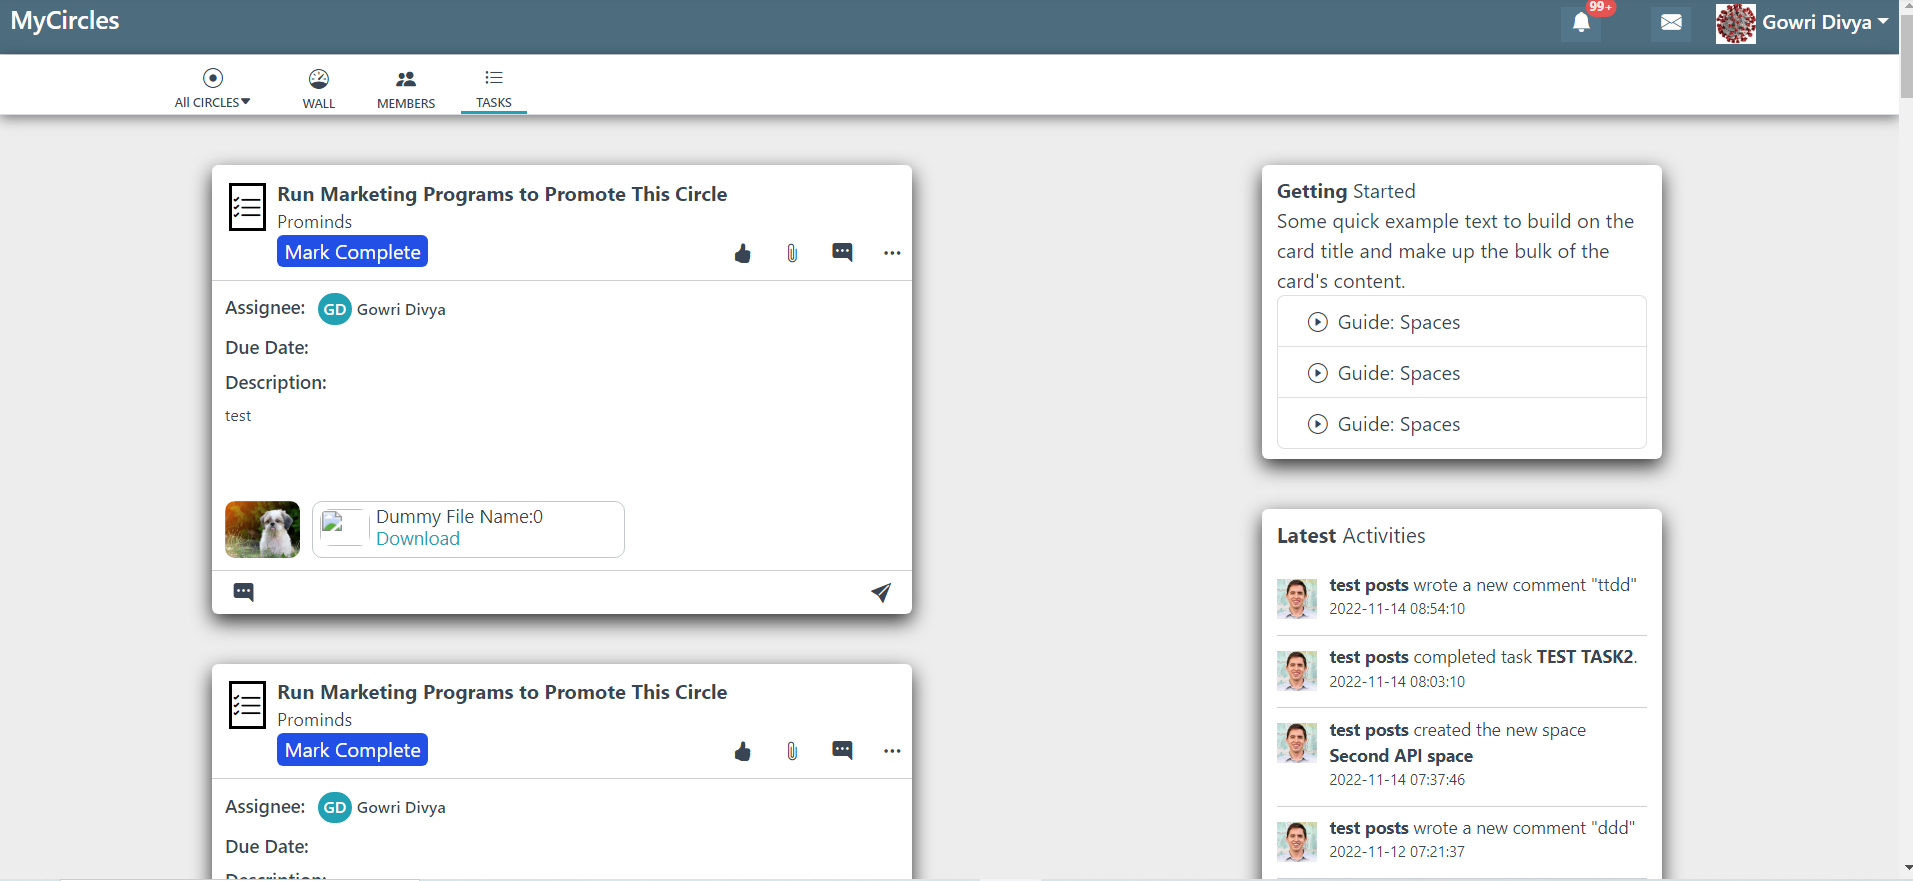 MyCircles
99+
Gowri Divya
All CIRCLES
WALL
MEMBERS
TASKS
Run Marketing Programs to Promote This Circle
Prominds
Mark Complete
Assignee: GD Gowri Divya
Due Date:
Description:
test
Dummy File Name:0
Download
Run Marketing Programs to Promote This Circle
Prominds
Mark Complete
Assignee: GD Gowri Divya
Due Date:
Description:
Getting Started
Some quick example text to build on the
card title and make up the bulk of the
card's content.
Guide: Spaces
Guide: Spaces
Guide: Spaces
Latest Activities
test posts wrote a new comment "ttdd"
2022-11-14 08:54:10
test posts completed task TEST TASK2.
2022-11-14 08:03:10
test posts created the new space
Second API space
2022-11-14 07:37:46
test posts wrote a new comment "ddd"
2022-11-12 07:21:37